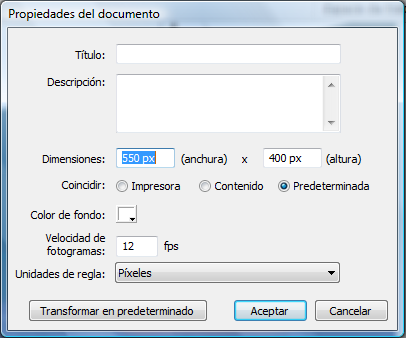 Propiedades del documento
Título:
Descripción:
Dimensiones: 550 px (anchura) x 400 px (altura)
Coincidir: Impresora Contenido Predeterminada
Color de fondo:
Velocidad de
fotogramas: 12 fps
Unidades de regla: Píxeles
Transformar en predeterminado Aceptar Cancelar